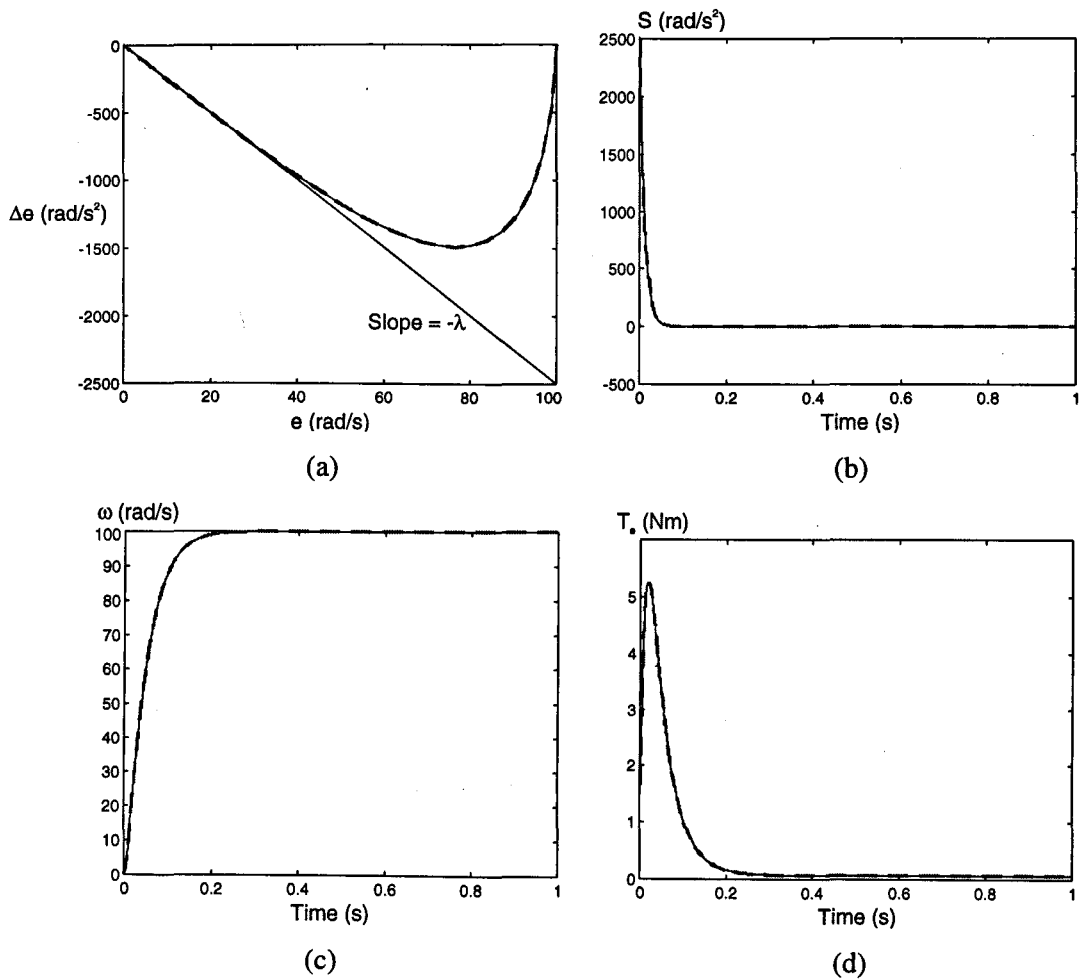 0
-500
-1000
Δe (rad/s²)
-1500
-2000
-2500
Slope = -λ
0 20 40 60 80 100
e (rad/s)
(a)
S (rad/s²)
2500
2000
1500
1000
500
0
-500
0 0.2 0.4 0.6 0.8 1
Time (s)
(b)
ω (rad/s)
100
90
80
70
60
50
40
30
20
10
0
0 0.2 0.4 0.6 0.8 1
Time (s)
(c)
Tₑ (Nm)
5
4
3
2
1
0
0 0.2 0.4 0.6 0.8 1
Time (s)
(d)